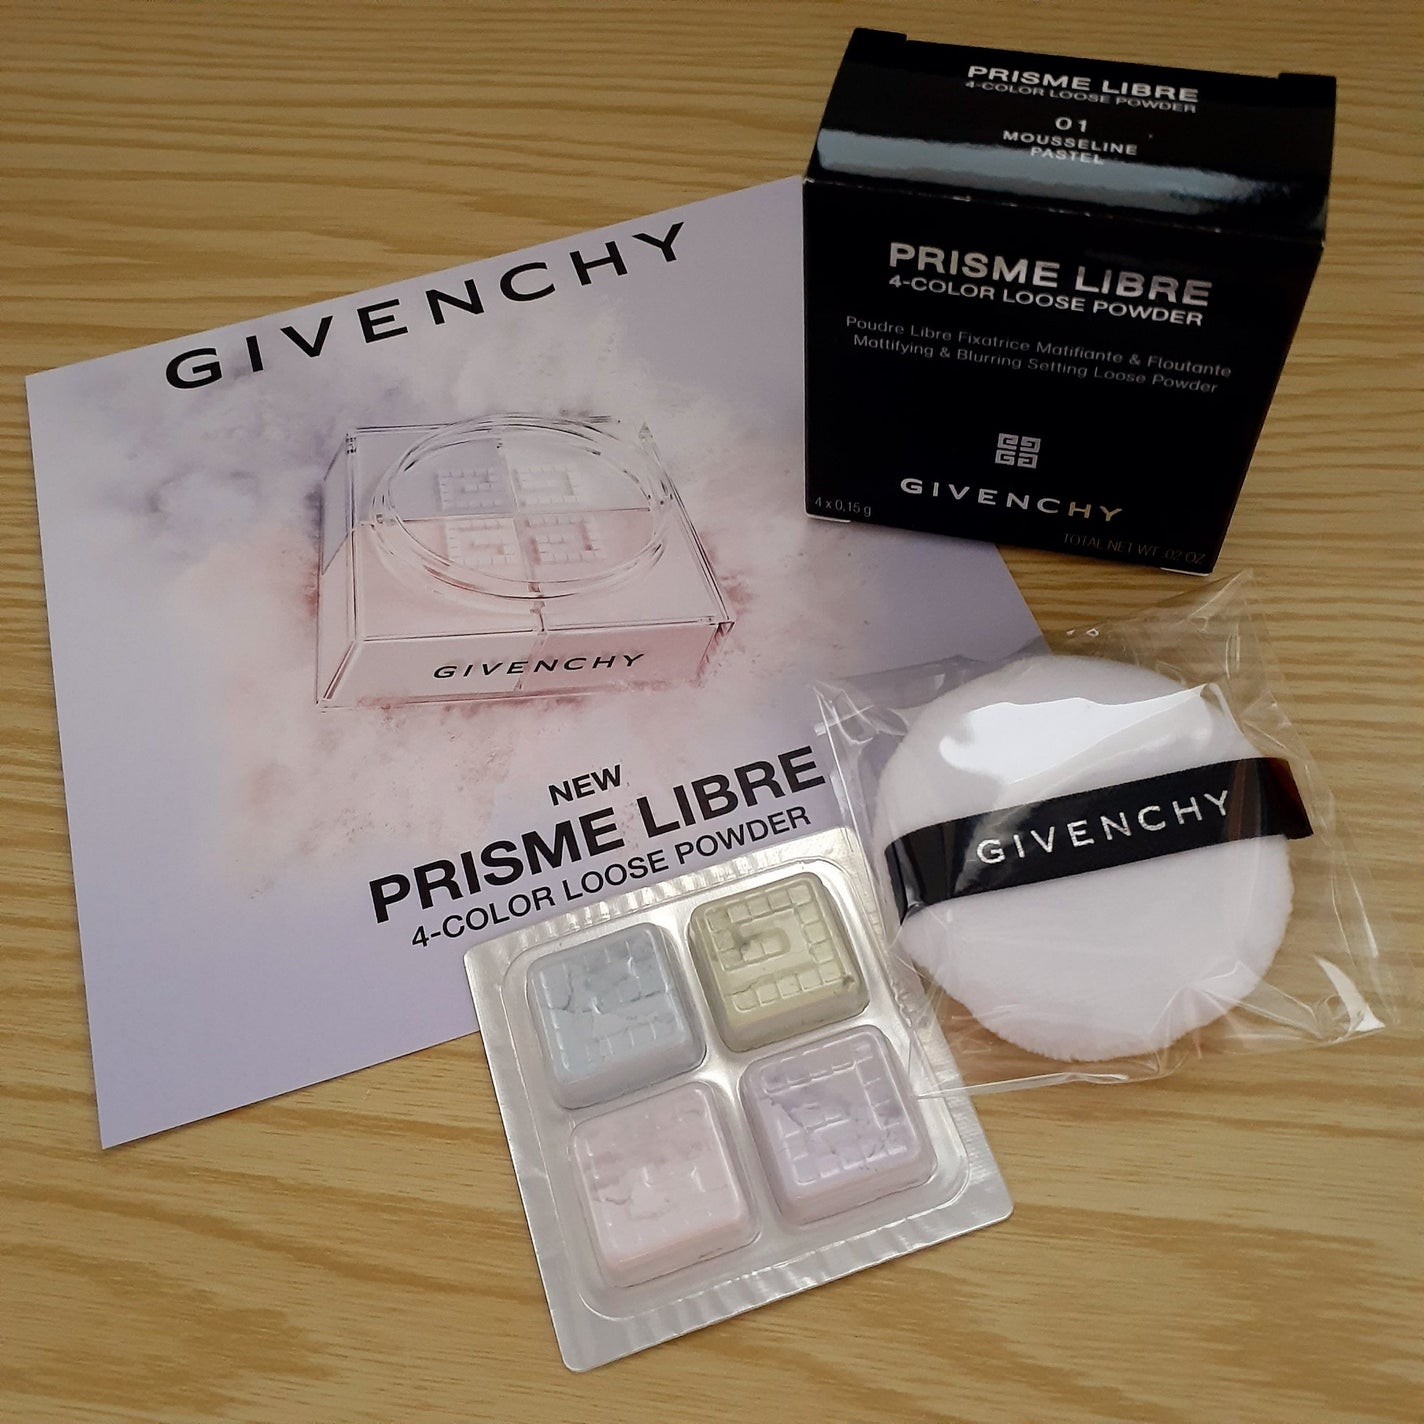 PRISME LIBRE
4-COLOR LOOSE POWDER
01
MOUSSELINE
PASTEL
PRISME LIBRE
4-COLOR LOOSE POWDER
Poudre Libre Fixatrice Matifiante & Floutante
Mattifying & Blurring Setting Loose Powder
GIVENCHY
4 x 0,15 g
TOTAL NET WT .02 OZ
GIVENCHY
GIVENCHY
NEW
PRISME LIBRE
4-COLOR LOOSE POWDER
GIVENCHY